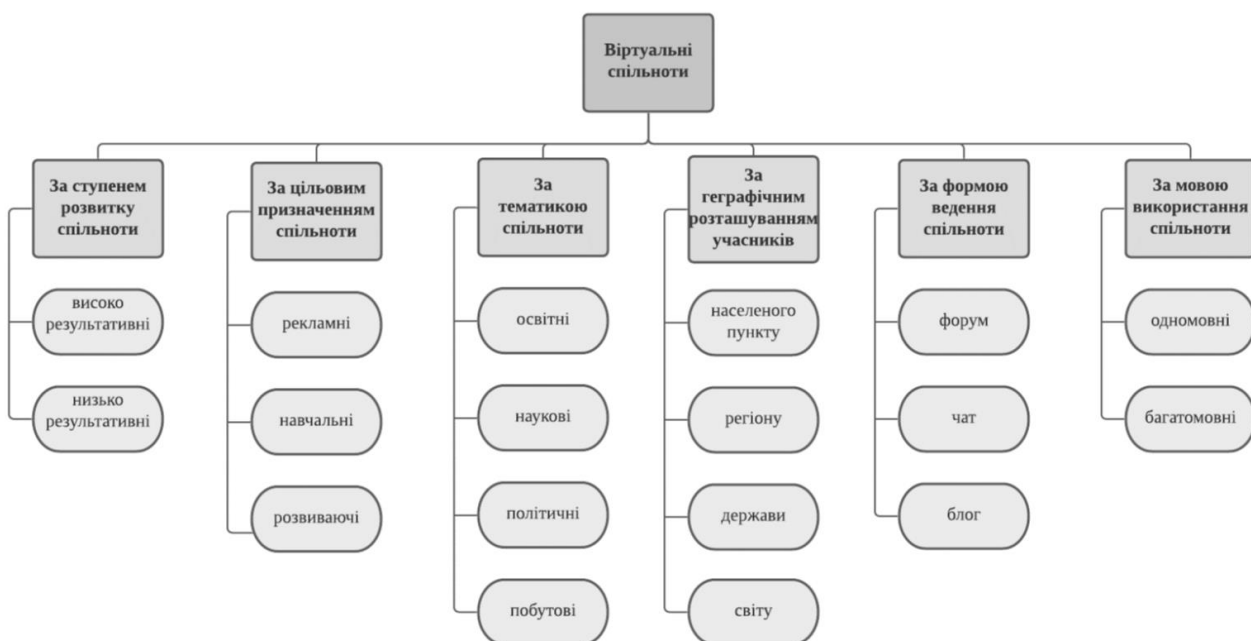 Віртуальні
спільноти
За ступенем
розвитку
спільноти
високо
результативні
низько
результативні
За цільовим
призначенням
спільноти
рекламні
навчальні
розвиваючі
За
тематикою
спільноти
освітні
наукові
політичні
побутові
За
геграфічним
розташуванням
учасників
населеного
пункту
регіону
держави
світу
За формою
ведення
спільноти
форум
чат
блог
За мовою
використання
спільноти
одномовні
багатомовні